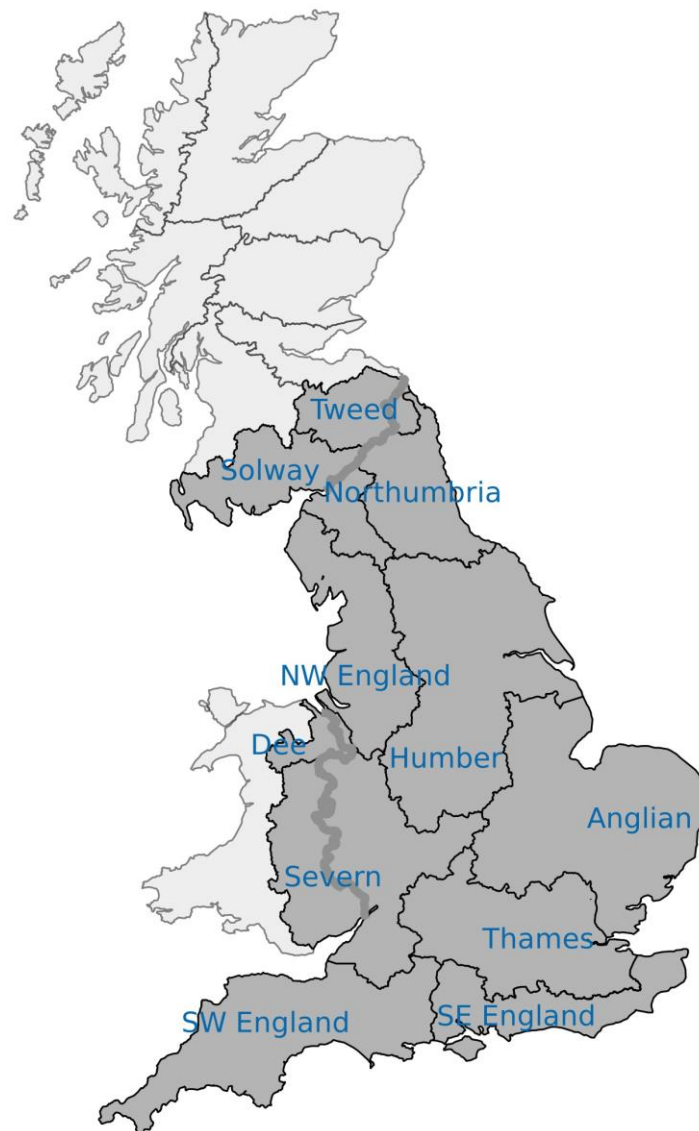 Tweed
Solway
Northumbria
NW England
Dee
Humber
Anglian
Severn
Thames
SW England
SE England